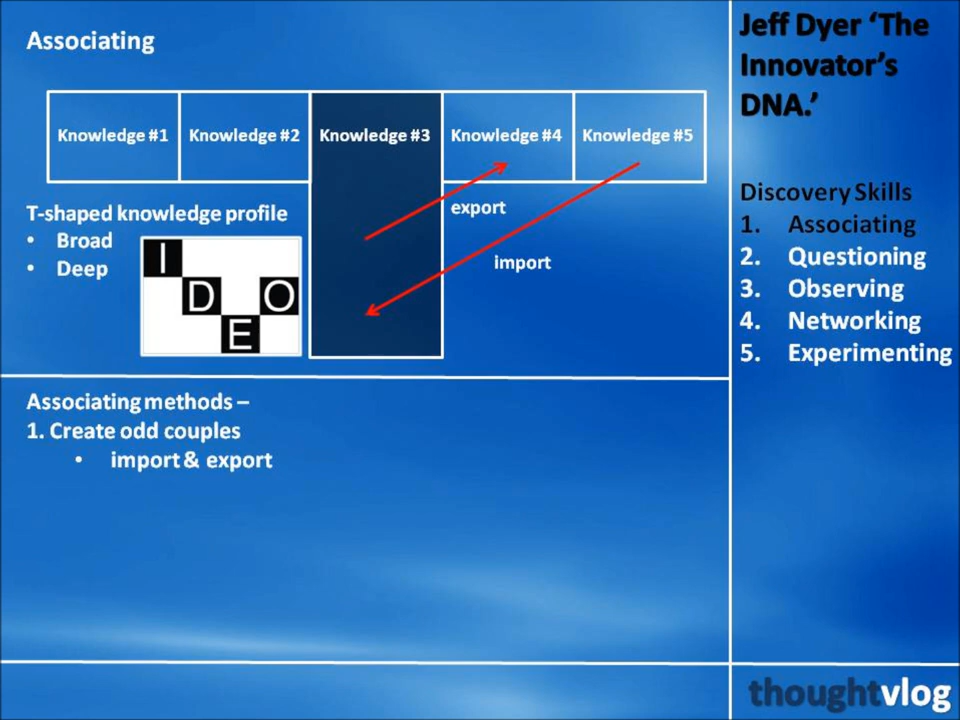 Associating
Knowledge #1 Knowledge #2 Knowledge #3 Knowledge #4 Knowledge #5
export
import
T-shaped knowledge profile
• Broad
• Deep
I
D O
E
Associating methods –
1. Create odd couples
• import & export
Jeff Dyer ‘The
Innovator’s
DNA.’
Discovery Skills
1. Associating
2. Questioning
3. Observing
4. Networking
5. Experimenting
thoughtvlog